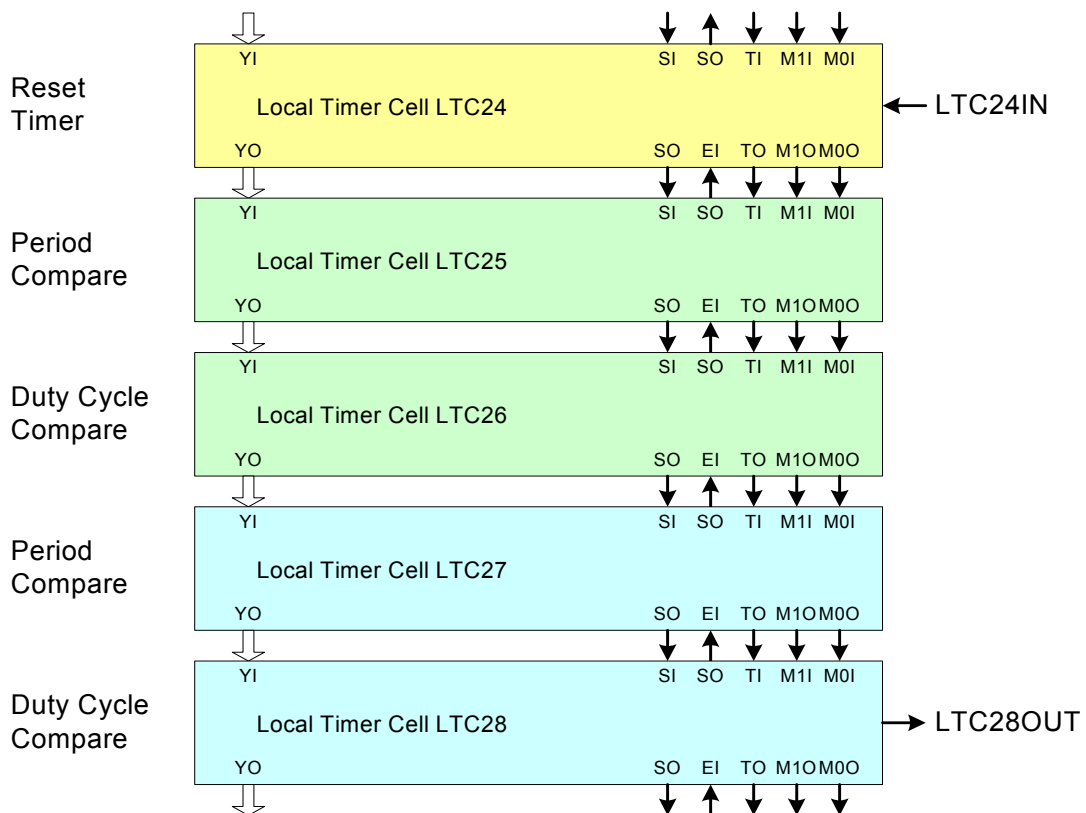 YI SI SO TI M1I M0I
Reset
Timer
Local Timer Cell LTC24
LTC24IN
YO SO EI TO M1O M0O
YI SI SO TI M1I M0I
Period
Compare
Local Timer Cell LTC25
YO SO EI TO M1O M0O
YI SI SO TI M1I M0I
Duty Cycle
Compare
Local Timer Cell LTC26
YO SO EI TO M1O M0O
YI SI SO TI M1I M0I
Period
Compare
Local Timer Cell LTC27
YO SO EI TO M1O M0O
YI SI SO TI M1I M0I
Duty Cycle
Compare
Local Timer Cell LTC28
LTC28OUT
YO SO EI TO M1O M0O